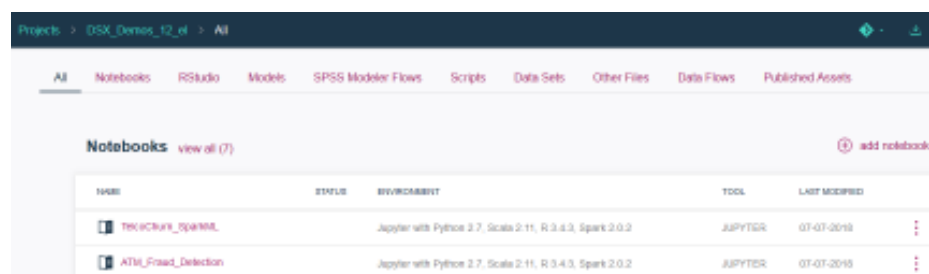 Projects > DSX_Demos_12_el > All
All Notebooks RStudio Models SPSS Modeler Flows Scripts Data Sets Other Files Data Flows Published Assets
Notebooks view all (7) add notebook
NAME STATUS ENVIRONMENT TOOL LAST MODIFIED
TelcoChurn_SparkML Jupyter with Python 2.7, Scala 2.11, R 3.4.3, Spark 2.0.2 JUPYTER 07-07-2018
ATM_Fraud_Detection Jupyter with Python 2.7, Scala 2.11, R 3.4.3, Spark 2.0.2 JUPYTER 07-07-2018